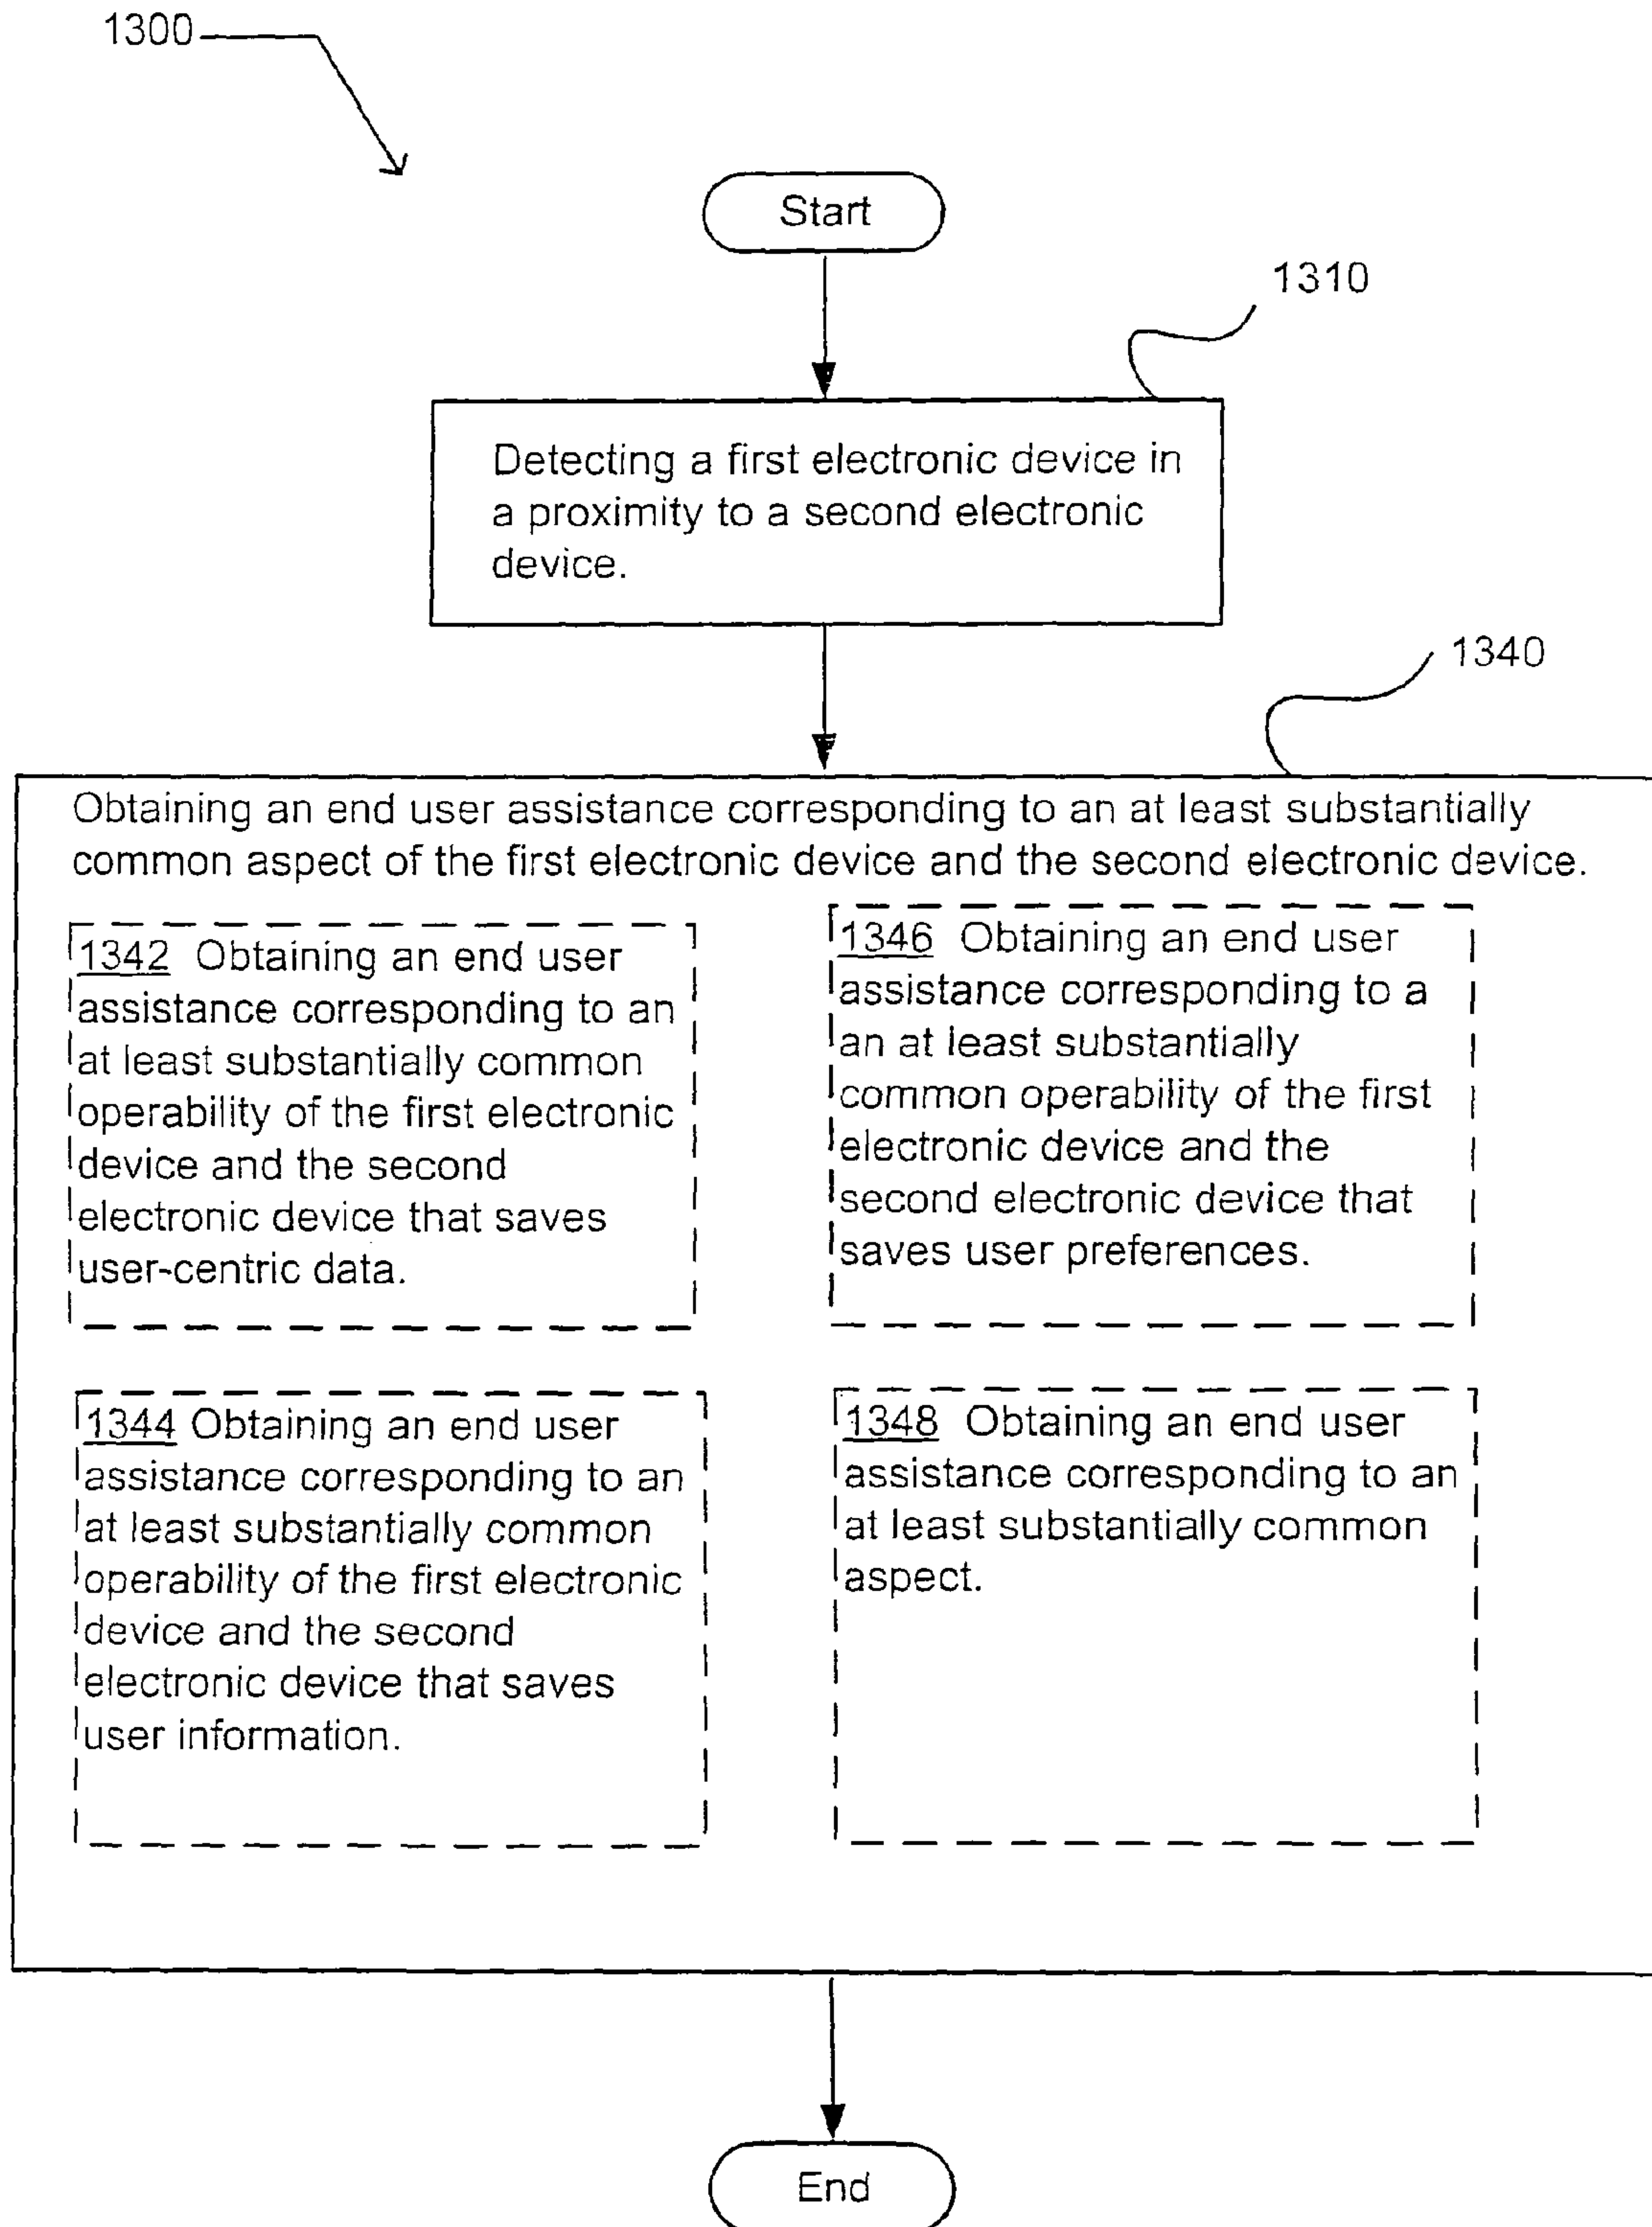 1300
Start
1310
Detecting a first electronic device in
a proximity to a second electronic
device.
1340
Obtaining an end user assistance corresponding to an at least substantially
common aspect of the first electronic device and the second electronic device.
1342 Obtaining an end user
assistance corresponding to an
at least substantially common
operability of the first electronic
device and the second
electronic device that saves
user-centric data.
1346 Obtaining an end user
assistance corresponding to a
an at least substantially
common operability of the first
electronic device and the
second electronic device that
saves user preferences.
1344 Obtaining an end user
assistance corresponding to an
at least substantially common
operability of the first electronic
device and the second
electronic device that saves
user information.
1348 Obtaining an end user
assistance corresponding to an
at least substantially common
aspect.
End